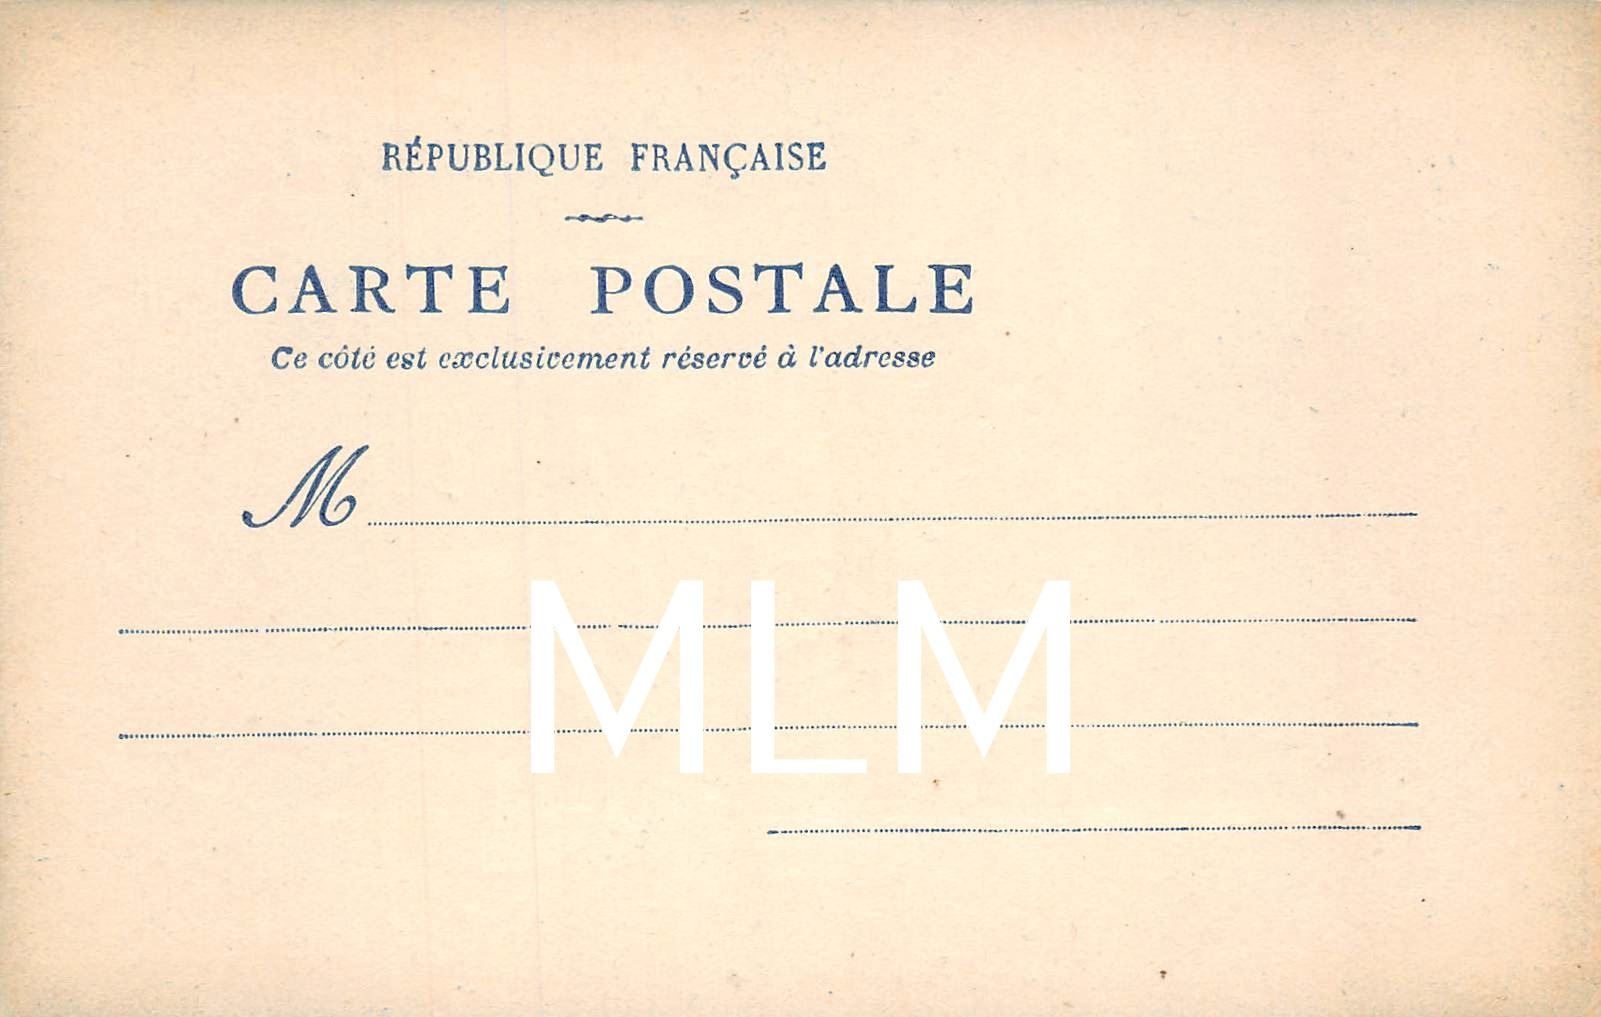 RÉPUBLIQUE FRANÇAISE
CARTE POSTALE
Ce côté est exclusivement réservé à l'adresse
M
MLM